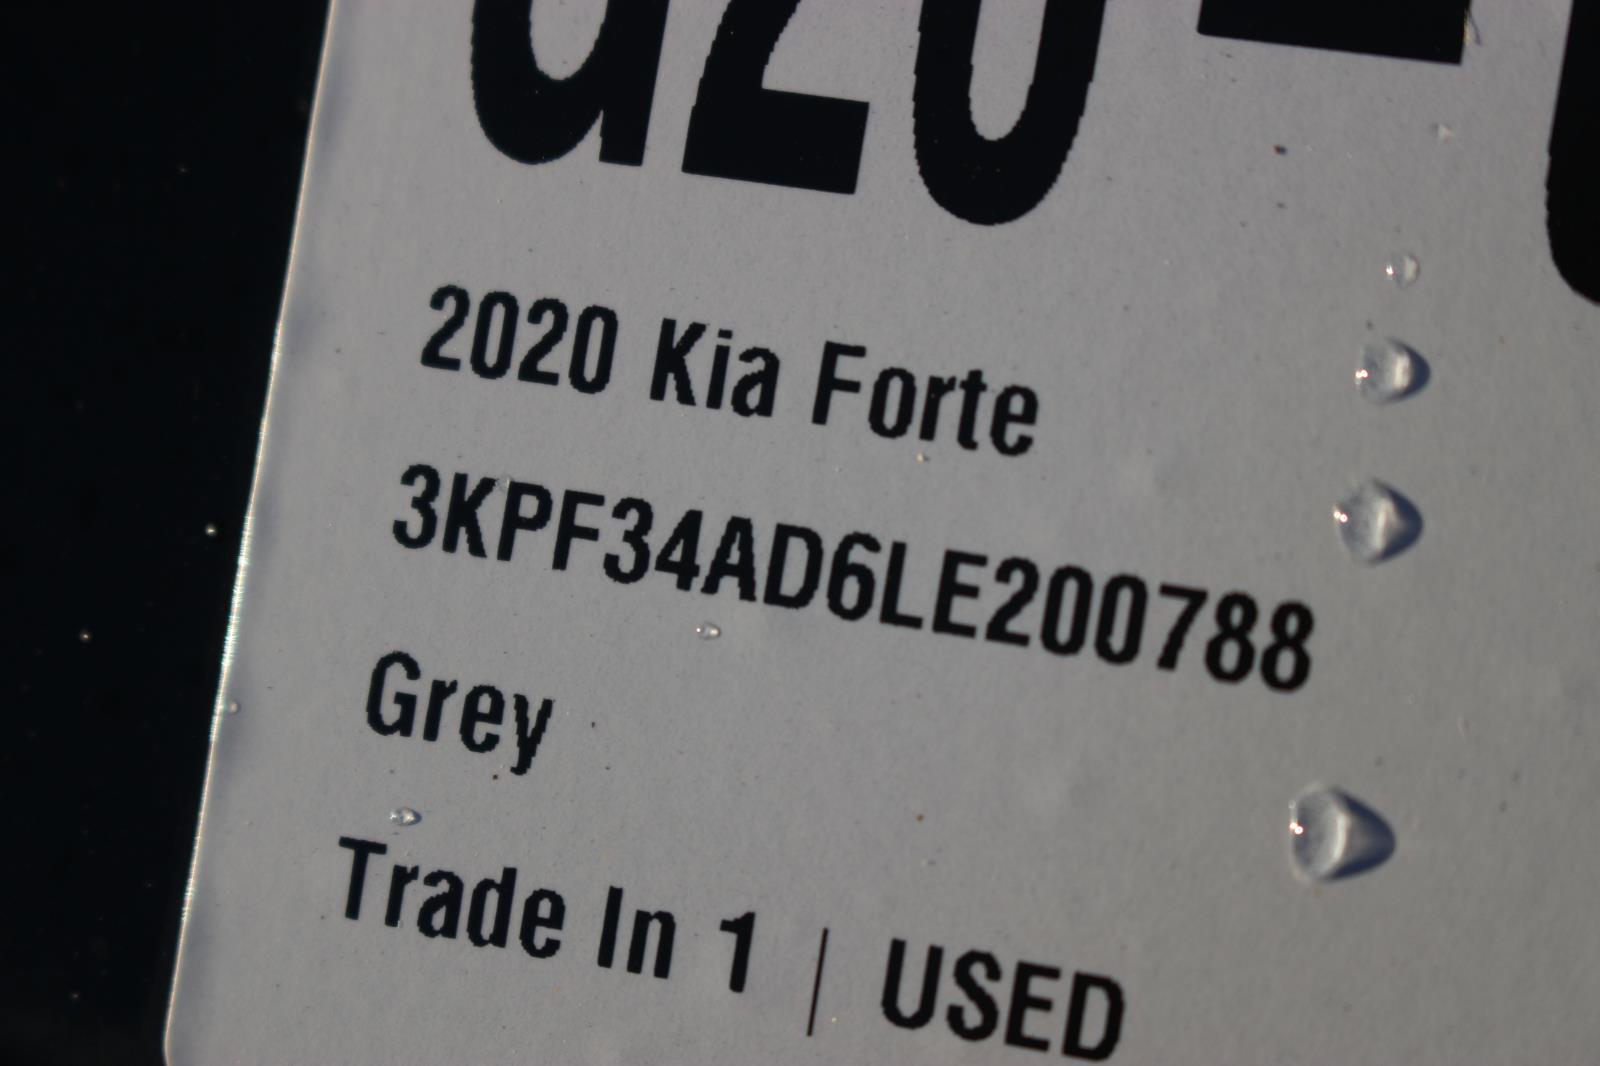 2020 Kia Forte
3KPF34AD6LE200788
Grey
Trade In 1 | USED